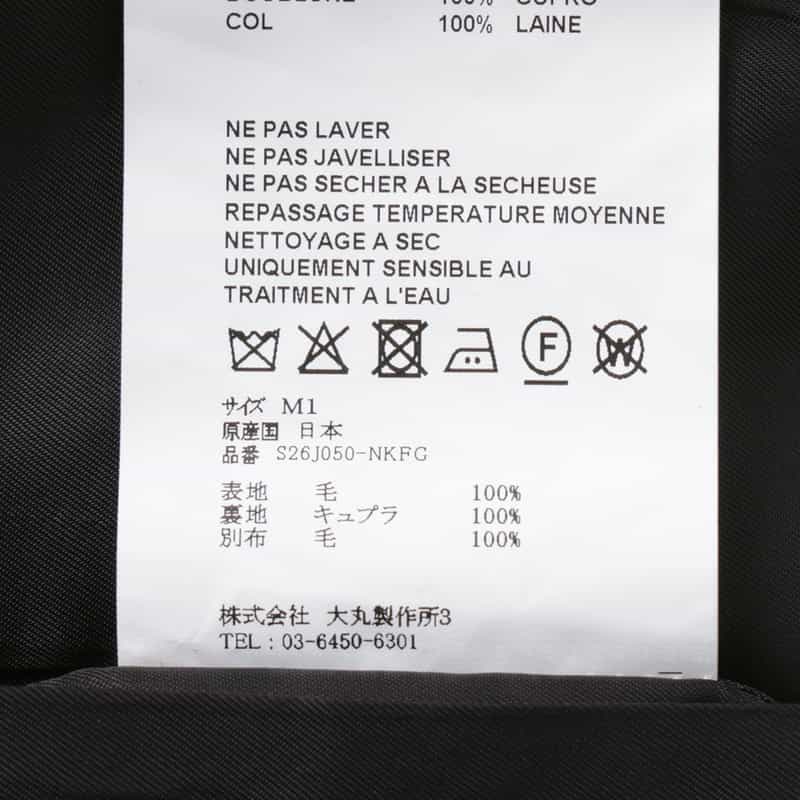 100% CUPRO
COL 100% LAINE
NE PAS LAVER
NE PAS JAVELLISER
NE PAS SECHER A LA SECHEUSE
REPASSAGE TEMPERATURE MOYENNE
NETTOYAGE A SEC
UNIQUEMENT SENSIBLE AU
TRAITMENT A L'EAU
F W
サイズ M1
原産国 日本
品番 S26J050-NKFG
表地 毛 100%
裏地 キュプラ 100%
別布 毛 100%
株式会社 大丸製作所3
TEL : 03-6450-6301